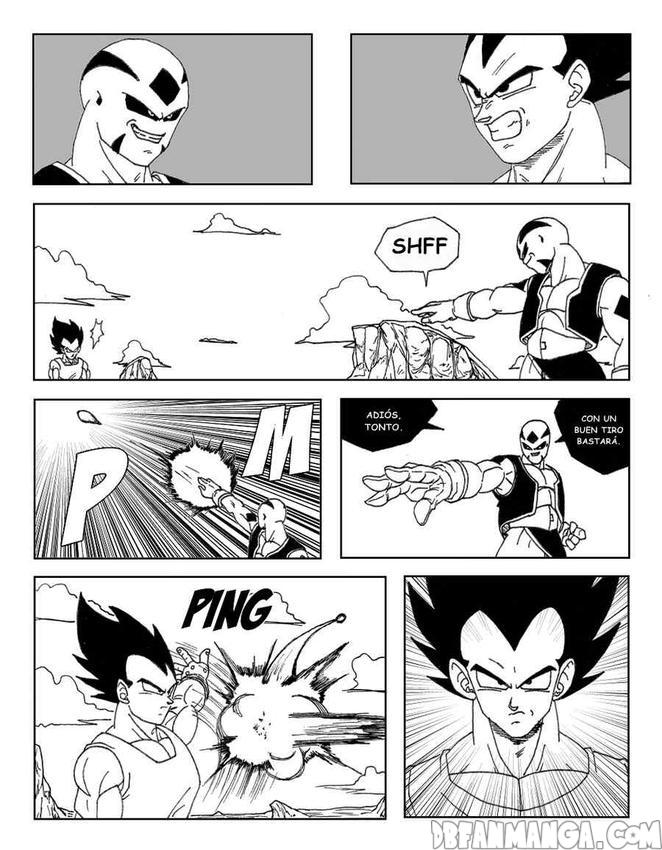 SHFF
ADIÓS,
TONTO.
CON UN
BUEN TIRO
BASTARÁ.
P
M
PING
DBFANMANGA.COM